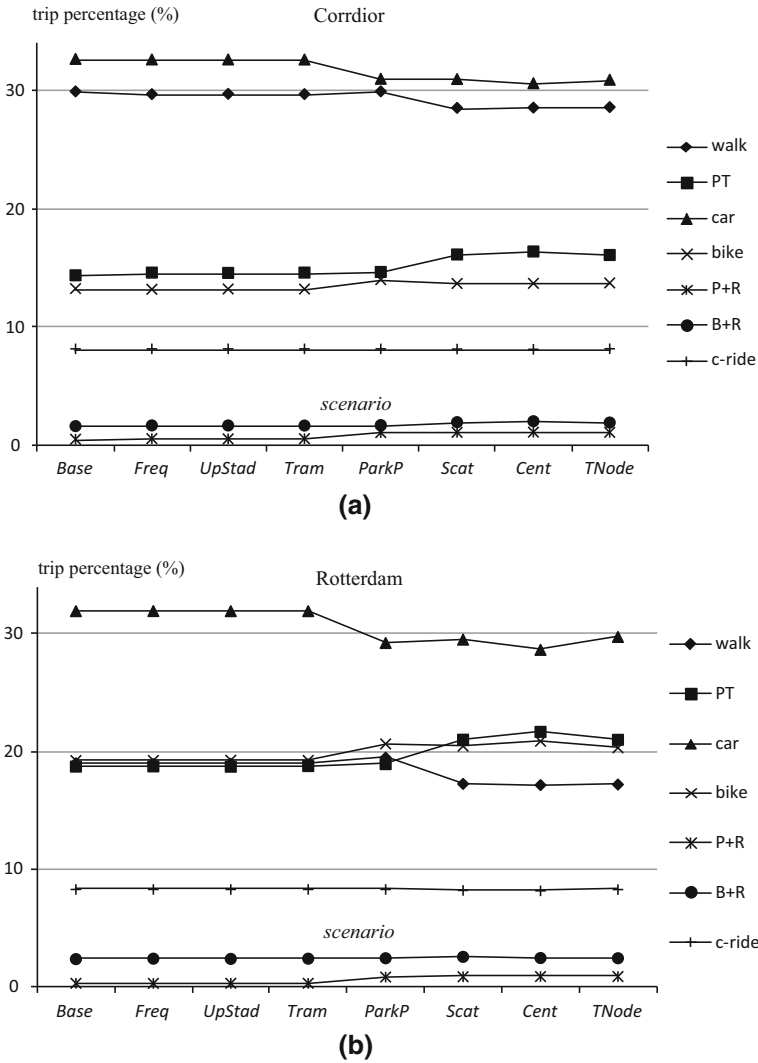 trip percentage (%)
Corrdior
30
20
10
0
scenario
Base Freq UpStad Tram ParkP Scat Cent TNode
walk
PT
car
bike
P+R
B+R
c-ride
(a)
trip percentage (%)
Rotterdam
30
20
10
0
scenario
Base Freq UpStad Tram ParkP Scat Cent TNode
walk
PT
car
bike
P+R
B+R
c-ride
(b)